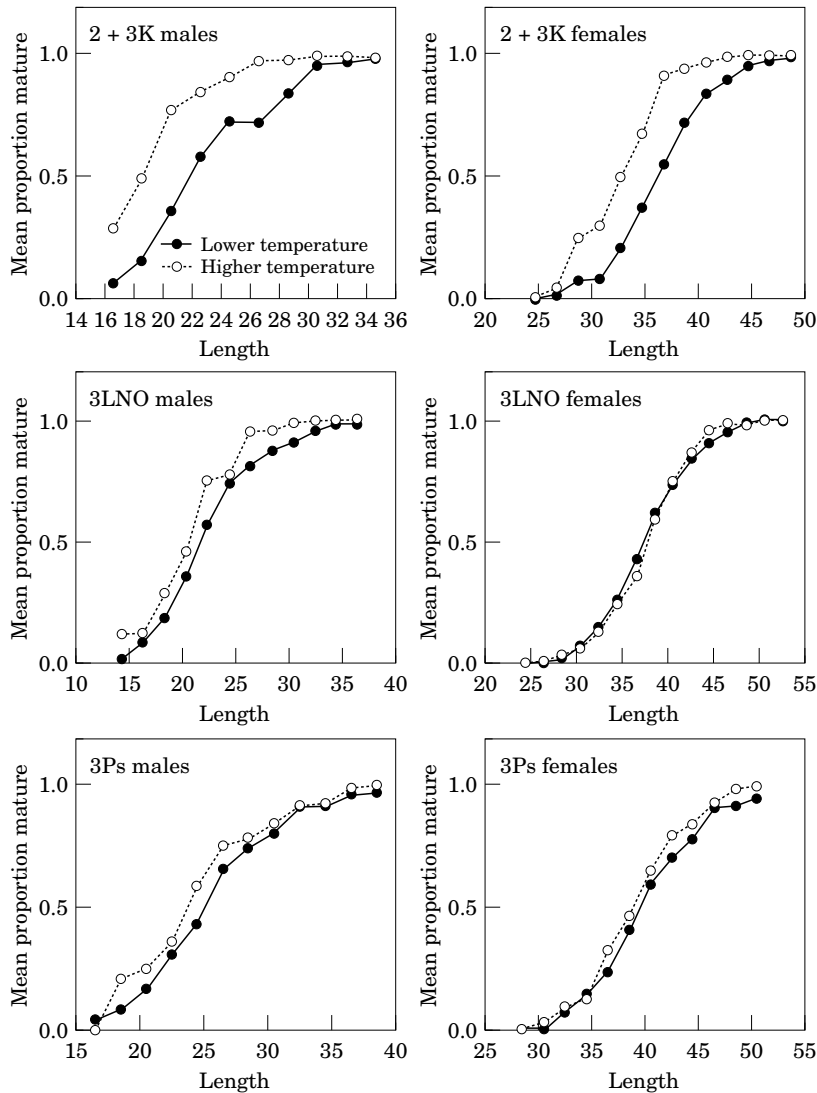 2 + 3K males
1.0
0.5
0.0
Mean proportion mature
Lower temperature
Higher temperature
14 16 18 20 22 24 26 28 30 32 34 36
Length
2 + 3K females
1.0
0.5
0.0
Mean proportion mature
20 25 30 35 40 45 50
Length
3LNO males
1.0
0.5
0.0
Mean proportion mature
10 15 20 25 30 35 40
Length
3LNO females
1.0
0.5
0.0
Mean proportion mature
20 25 30 35 40 45 50 55
Length
3Ps males
1.0
0.5
0.0
Mean proportion mature
15 20 25 30 35 40
Length
3Ps females
1.0
0.5
0.0
Mean proportion mature
25 30 35 40 45 50 55
Length